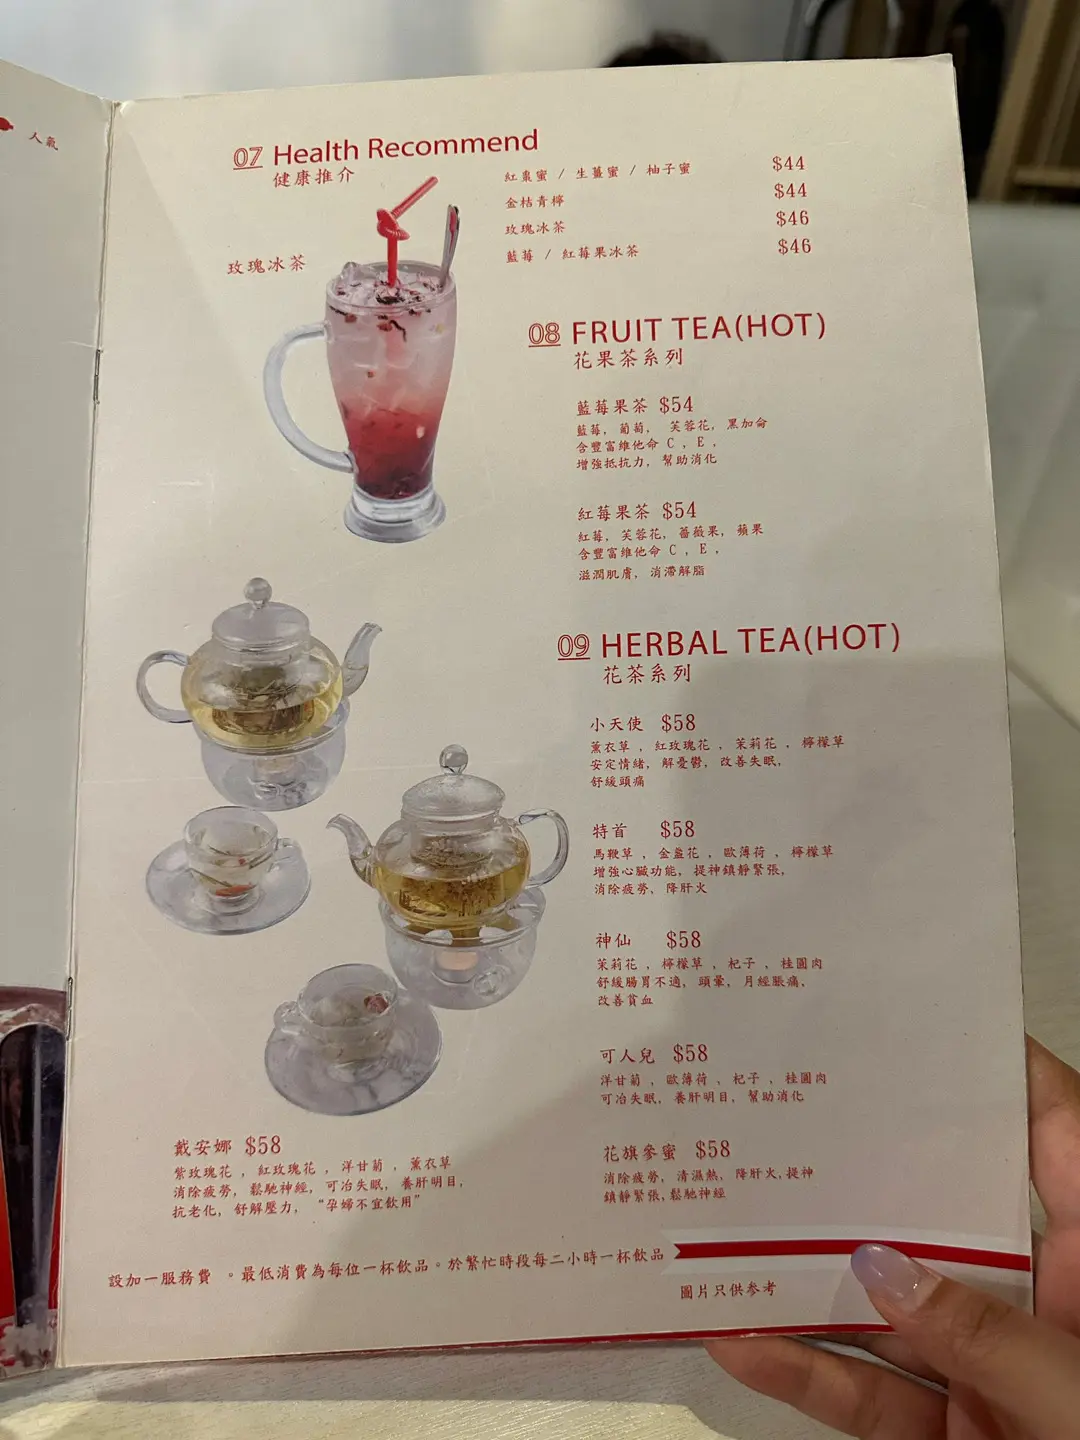 人氣
07 Health Recommend
健康推介
紅棗蜜 / 生薑蜜 / 柚子蜜 $44
金桔青檸 $44
玫瑰冰茶 $46
藍莓 / 紅莓果冰茶 $46
玫瑰冰茶
08 FRUIT TEA(HOT)
花果茶系列
藍莓果茶 $54
藍莓, 葡萄, 芙蓉花, 黑加侖
含豐富維他命 C , E ,
增強抵抗力, 幫助消化
紅莓果茶 $54
紅莓, 芙蓉花, 薔薇果, 蘋果
含豐富維他命 C , E ,
滋潤肌膚, 消滯解脂
09 HERBAL TEA(HOT)
花茶系列
小天使 $58
薰衣草 , 紅玫瑰花 , 茉莉花 , 檸檬草
安定情緒, 解憂鬱, 改善失眠,
舒緩頭痛
特首 $58
馬鞭草 , 金盞花 , 歐薄荷 , 檸檬草
增強心臟功能, 提神鎮靜緊張,
消除疲勞, 降肝火
神仙 $58
茉莉花 , 檸檬草 , 杞子 , 桂圓肉
舒緩腸胃不適, 頭暈, 月經脹痛,
改善貧血
可人兒 $58
洋甘菊 , 歐薄荷 , 杞子 , 桂圓肉
可冶失眠, 養肝明目, 幫助消化
戴安娜 $58
紫玫瑰花 , 紅玫瑰花 , 洋甘菊 , 薰衣草
消除疲勞, 鬆馳神經, 可冶失眠, 養肝明目,
抗老化, 舒解壓力, “孕婦不宜飲用”
花旗參蜜 $58
消除疲勞, 清濕熱, 降肝火,提神
鎮靜緊張,鬆馳神經
設加一服務費 。最低消費為每位一杯飲品。於繁忙時段每二小時一杯飲品
圖片只供參考